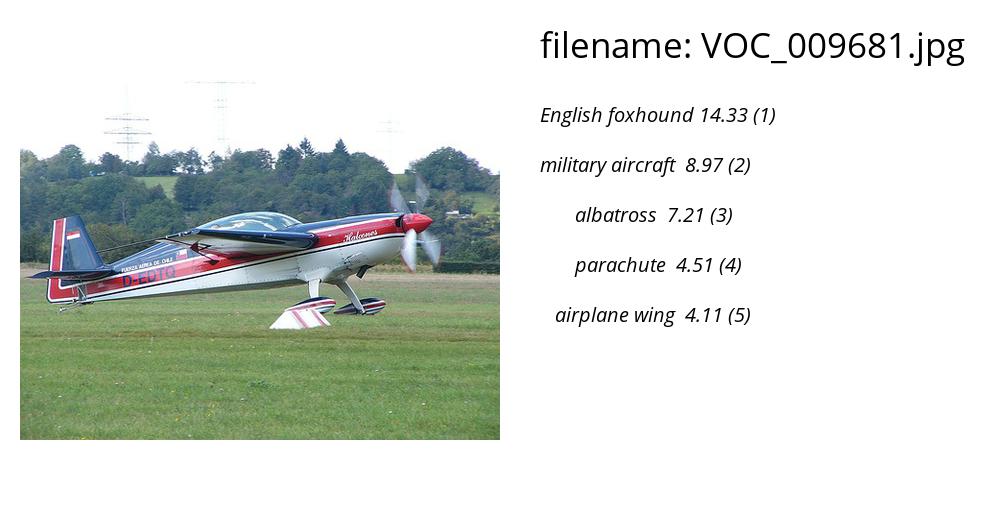 filename: VOC_009681.jpg
English foxhound 14.33 (1)
military aircraft 8.97 (2)
albatross 7.21 (3)
parachute 4.51 (4)
airplane wing 4.11 (5)
Halcones
FUERZA AEREA DE CHILE
D-EUTO